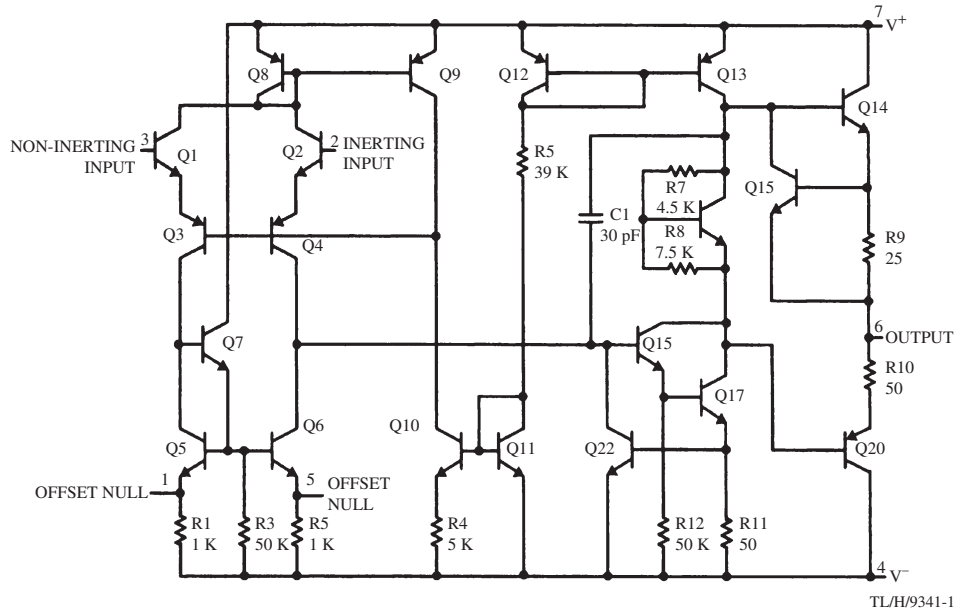 7 V+
Q8
Q9
Q12
Q13
Q14
3
NON-INERTING
INPUT
Q1
Q2
2 INERTING
INPUT
R5
39 K
R7
4.5 K
R8
7.5 K
Q15
C1
30 pF
Q3
Q4
R9
25
Q7
6
OUTPUT
Q15
R10
50
Q17
Q5
Q6
Q10
Q11
Q22
Q20
1
OFFSET NULL
5
OFFSET
NULL
R1
1 K
R3
50 K
R5
1 K
R4
5 K
R12
50 K
R11
50
4
V−
TL/H/9341-1